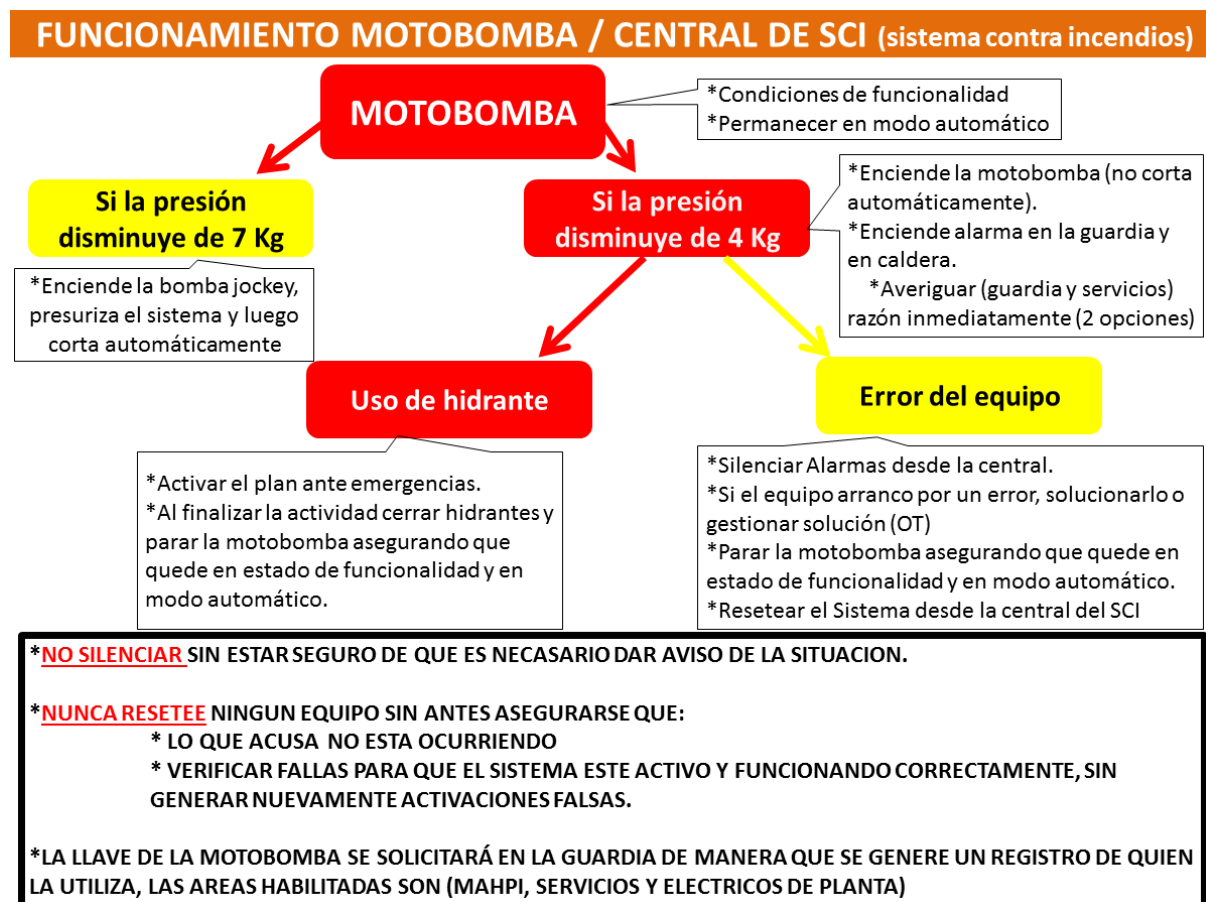 FUNCIONAMIENTO MOTOBOMBA / CENTRAL DE SCI (sistema contra incendios)
MOTOBOMBA
*Condiciones de funcionalidad
*Permanecer en modo automático
Si la presión
disminuye de 7 Kg
*Enciende la bomba jockey,
presuriza el sistema y luego
corta automáticamente
Si la presión
disminuye de 4 Kg
*Enciende la motobomba (no corta
automáticamente).
*Enciende alarma en la guardia y
en caldera.
*Averiguar (guardia y servicios)
razón inmediatamente (2 opciones)
Uso de hidrante
*Activar el plan ante emergencias.
*Al finalizar la actividad cerrar hidrantes y
parar la motobomba asegurando que
quede en estado de funcionalidad y en
modo automático.
Error del equipo
*Silenciar Alarmas desde la central.
*Si el equipo arranco por un error, solucionarlo o
gestionar solución (OT)
*Parar la motobomba asegurando que quede en
estado de funcionalidad y en modo automático.
*Resetear el Sistema desde la central del SCI
*NO SILENCIAR SIN ESTAR SEGURO DE QUE ES NECASARIO DAR AVISO DE LA SITUACION.
*NUNCA RESETEE NINGUN EQUIPO SIN ANTES ASEGURARSE QUE:
* LO QUE ACUSA NO ESTA OCURRIENDO
* VERIFICAR FALLAS PARA QUE EL SISTEMA ESTE ACTIVO Y FUNCIONANDO CORRECTAMENTE, SIN
GENERAR NUEVAMENTE ACTIVACIONES FALSAS.
*LA LLAVE DE LA MOTOBOMBA SE SOLICITARÁ EN LA GUARDIA DE MANERA QUE SE GENERE UN REGISTRO DE QUIEN
LA UTILIZA, LAS AREAS HABILITADAS SON (MAHPI, SERVICIOS Y ELECTRICOS DE PLANTA)